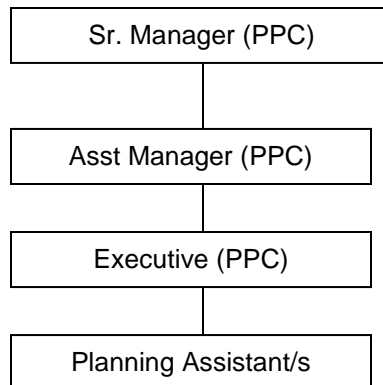 Sr. Manager (PPC)
Asst Manager (PPC)
Executive (PPC)
Planning Assistant/s